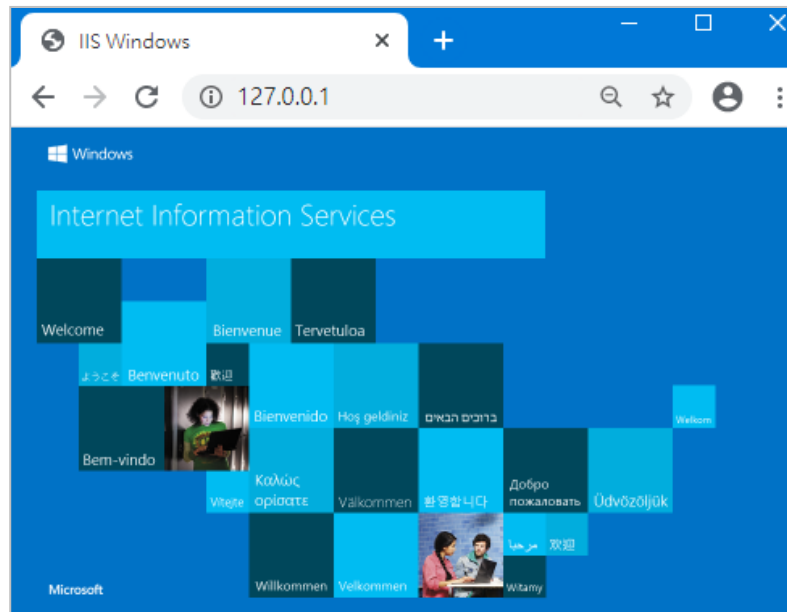 IIS Windows
127.0.0.1
Windows
Internet Information Services
Welcome
Bienvenue
Tervetuloa
ようこそ
Benvenuto
歡迎
Bienvenido
Hoş geldiniz
ברוכים הבאים
Welkom
Bem-vindo
Vítejte
Καλώς
ορίσατε
Välkommen
환영합니다
Добро
пожаловать
Üdvözöljük
مرحبا
欢迎
Microsoft
Willkommen
Velkommen
Witamy